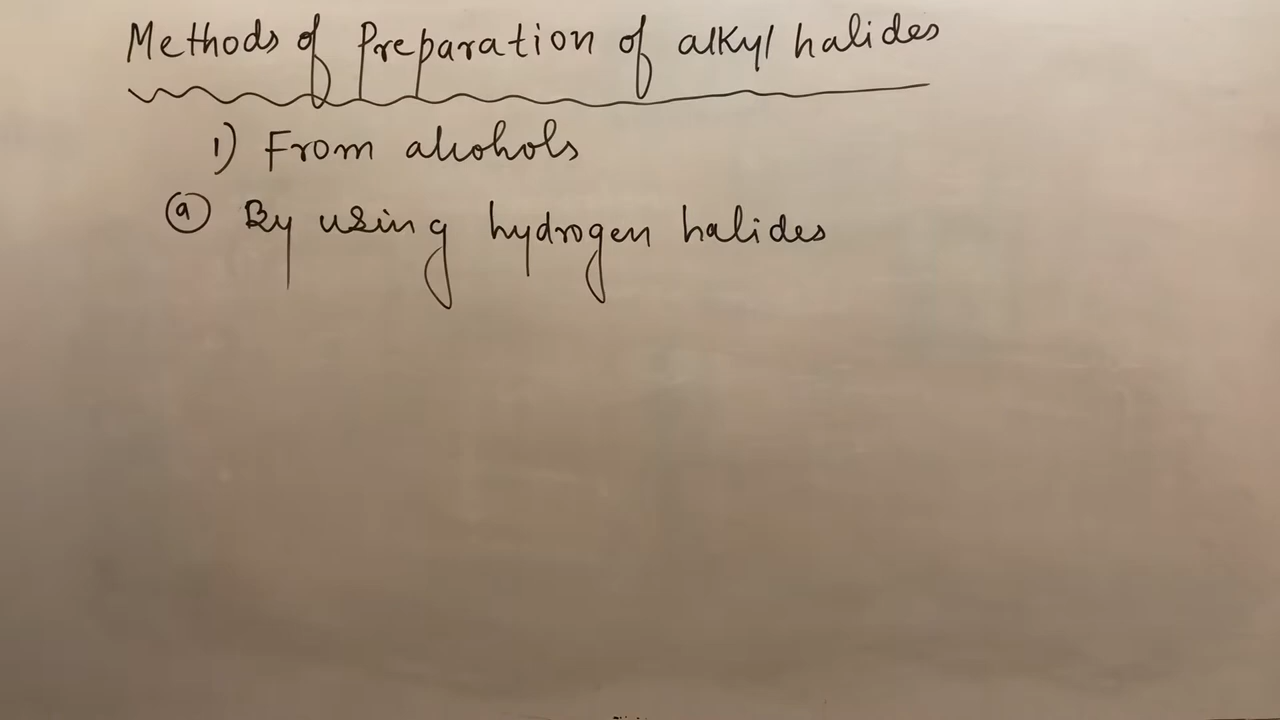 Methods of Preparation of alkyl halides
1) From alcohols
(a) By using hydrogen halides